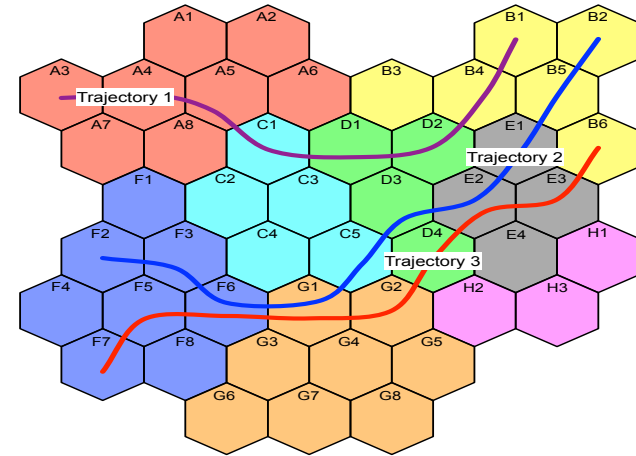 A1 A2 B1 B2
A3 A4 A5 A6 B3 B4 B5
Trajectory 1
A7 A8 C1 D1 D2 E1 B6
Trajectory 2
F1 C2 C3 D3 E2 E3
F2 F3 C4 C5 D4 E4 H1
Trajectory 3
F4 F5 F6 G1 G2 H2 H3
F7 F8 G3 G4 G5
G6 G7 G8